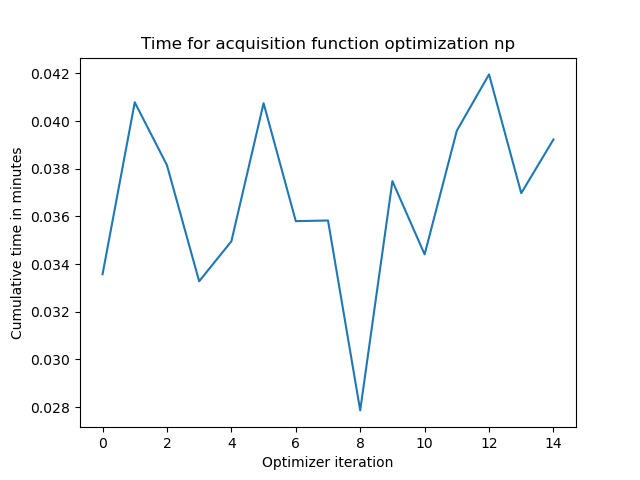 Time for acquisition function optimization np
Cumulative time in minutes
0.042
0.040
0.038
0.036
0.034
0.032
0.030
0.028
0 2 4 6 8 10 12 14
Optimizer iteration